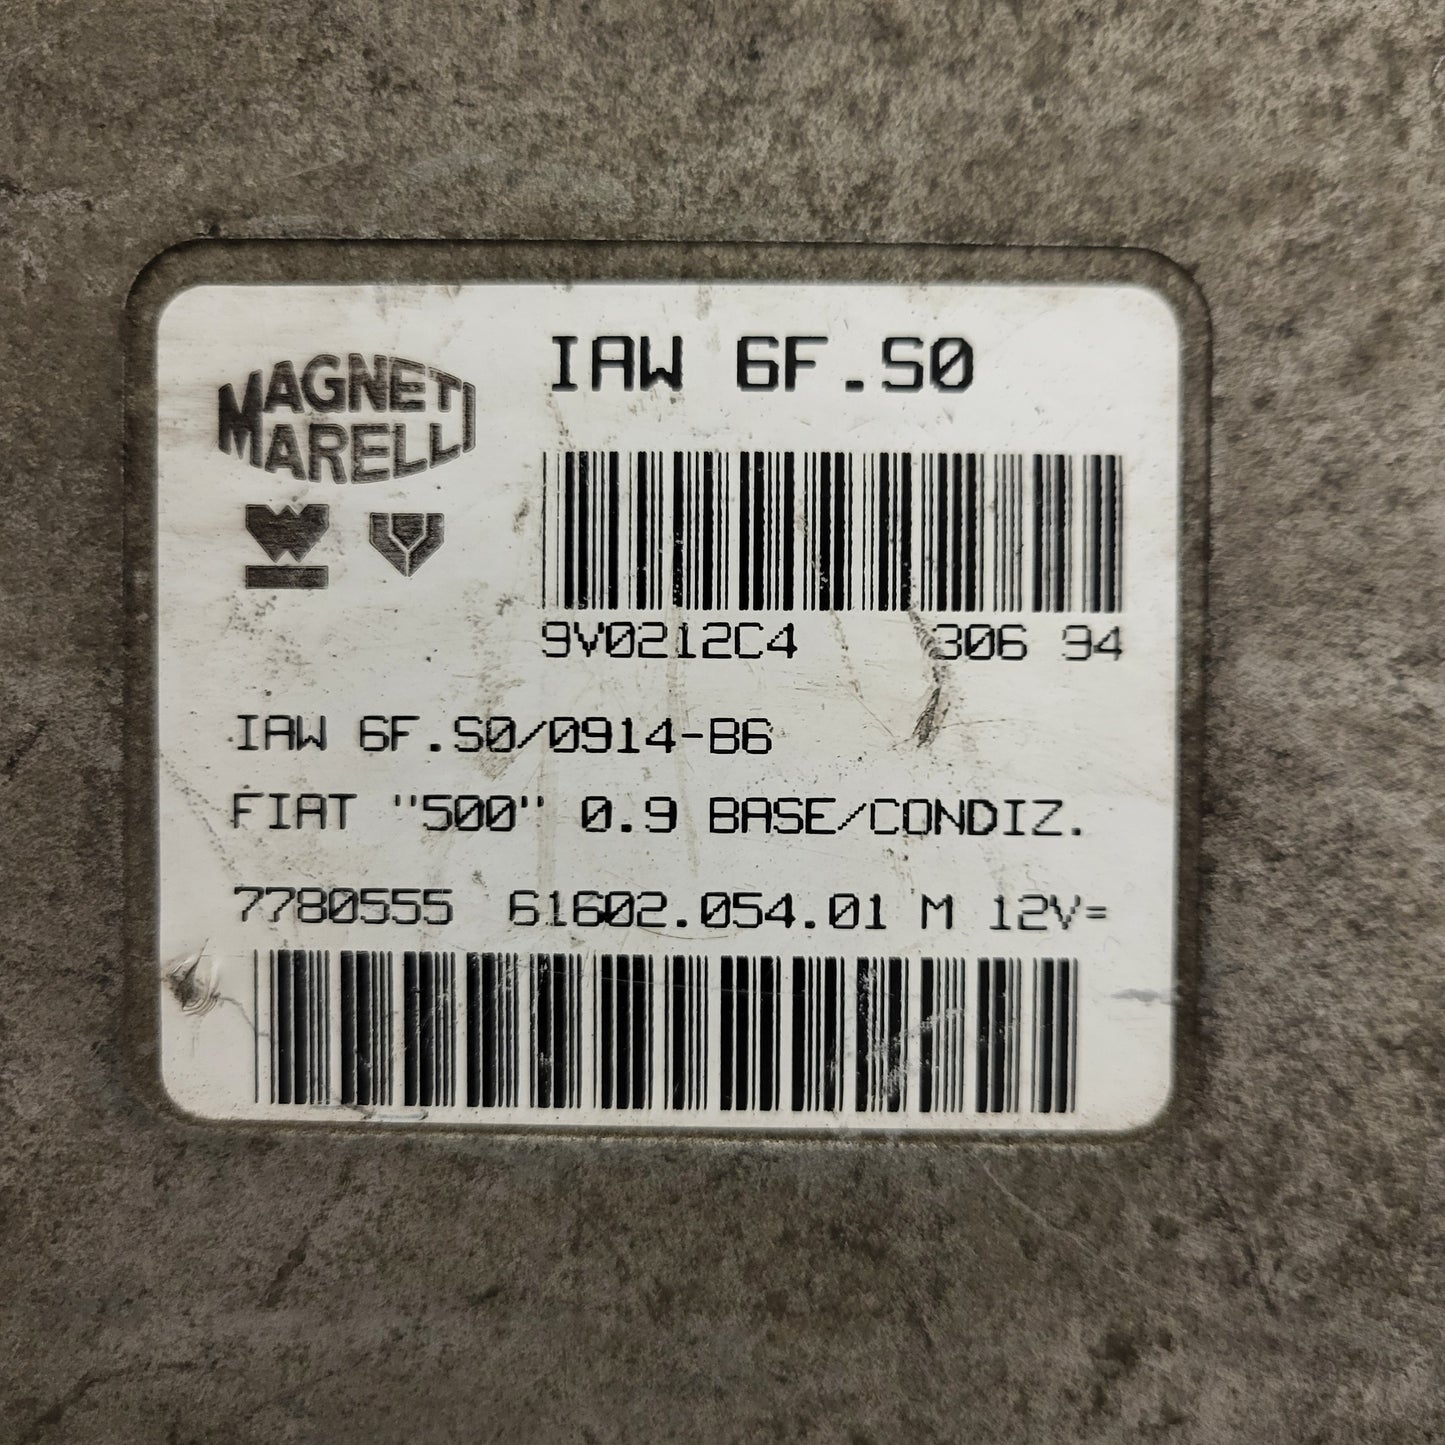 MAGNETI
MARELLI
IAW 6F.S0
9V0212C4 306 94
IAW 6F.S0/0914-B6
FIAT "500" 0.9 BASE/CONDIZ.
7780555 61602.054.01 M 12V=